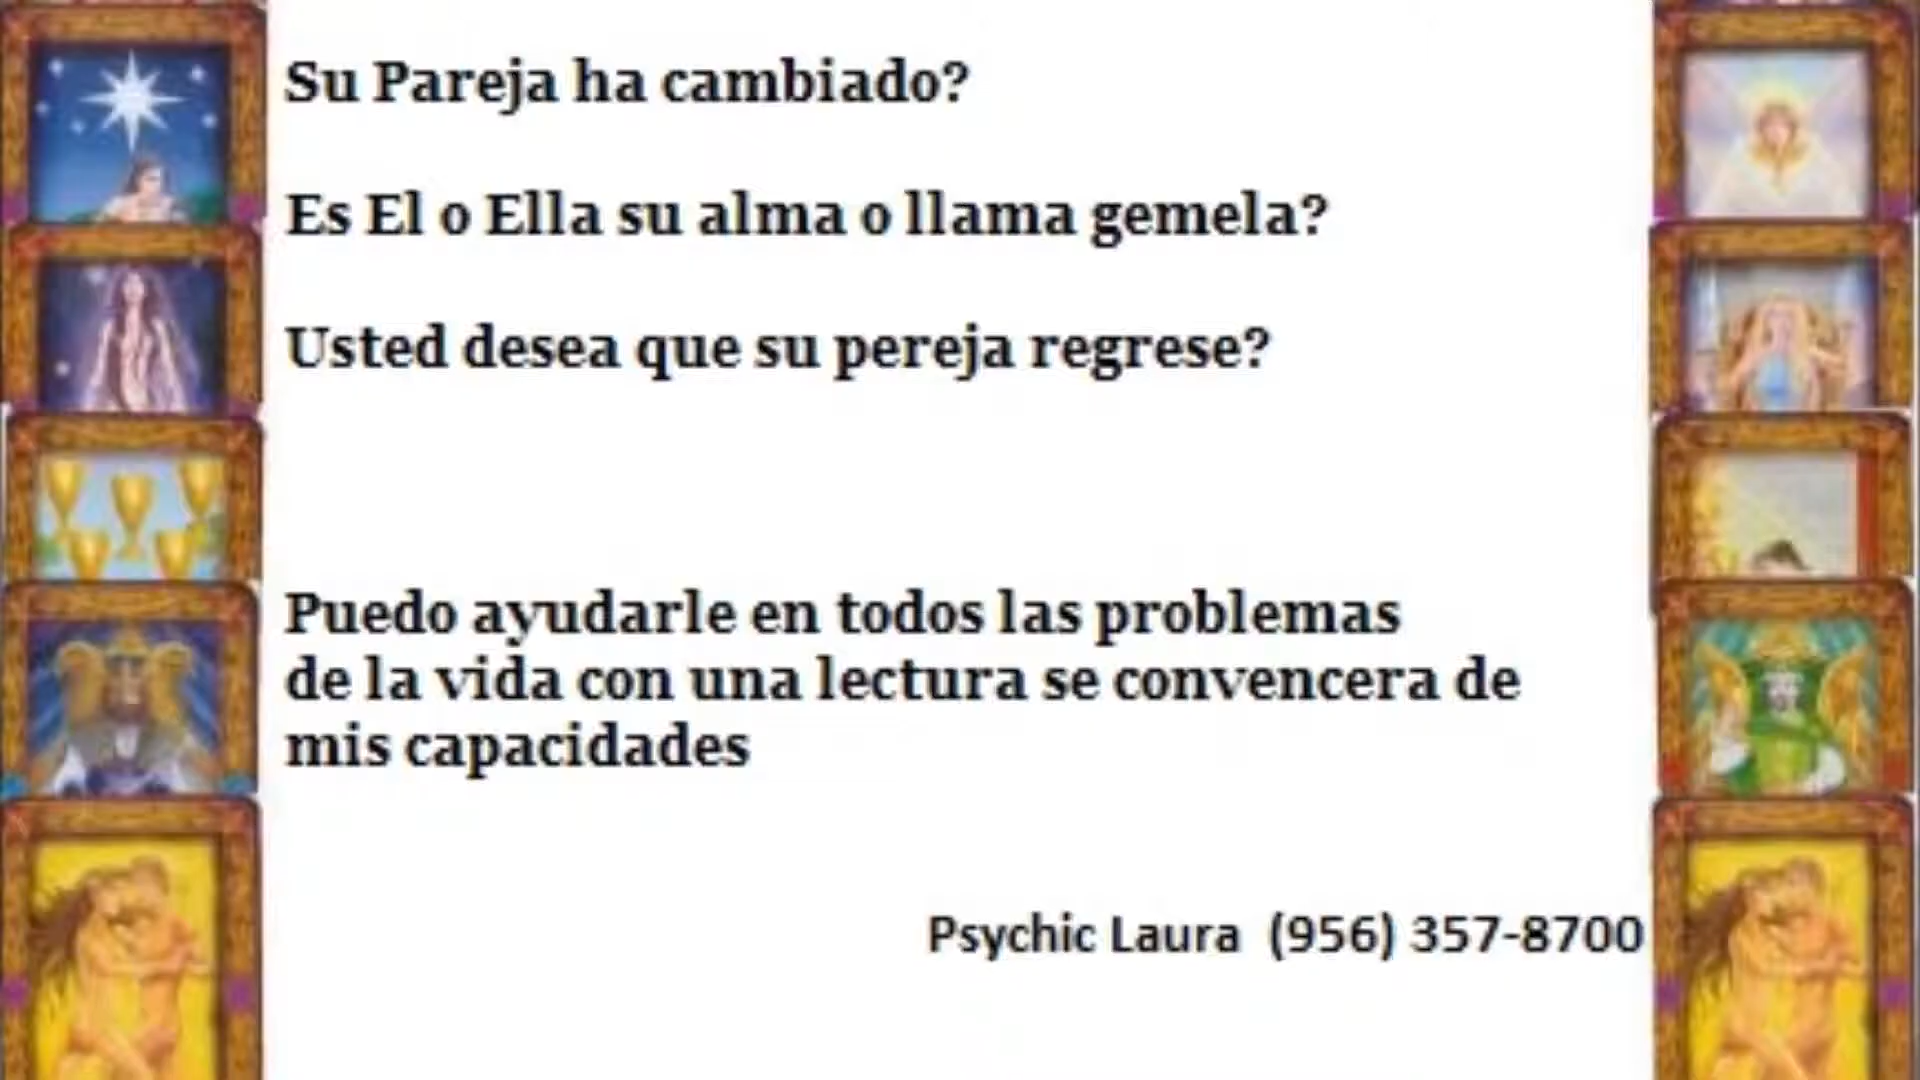 Su Pareja ha cambiado?
Es El o Ella su alma o llama gemela?
Usted desea que su pereja regrese?
Puedo ayudarle en todos las problemas
de la vida con una lectura se convencera de
mis capacidades
Psychic Laura (956) 357-8700